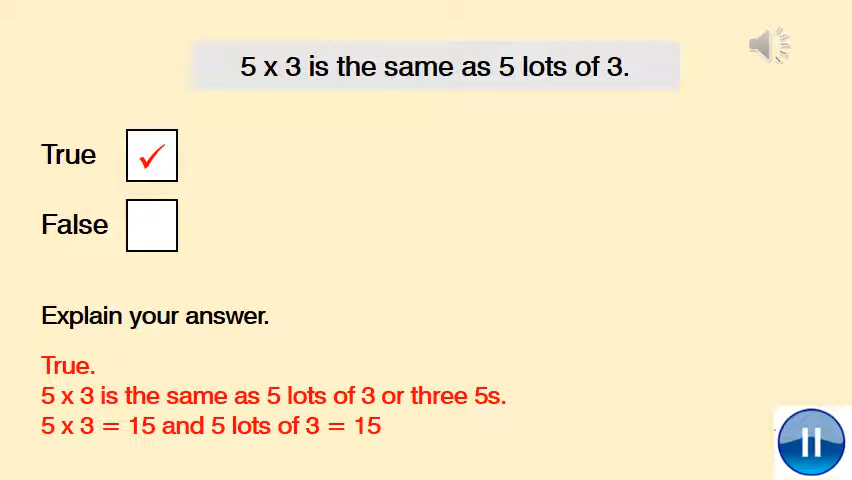 5 x 3 is the same as 5 lots of 3.
True ✓
False
Explain your answer.
True.
5 x 3 is the same as 5 lots of 3 or three 5s.
5 x 3 = 15 and 5 lots of 3 = 15